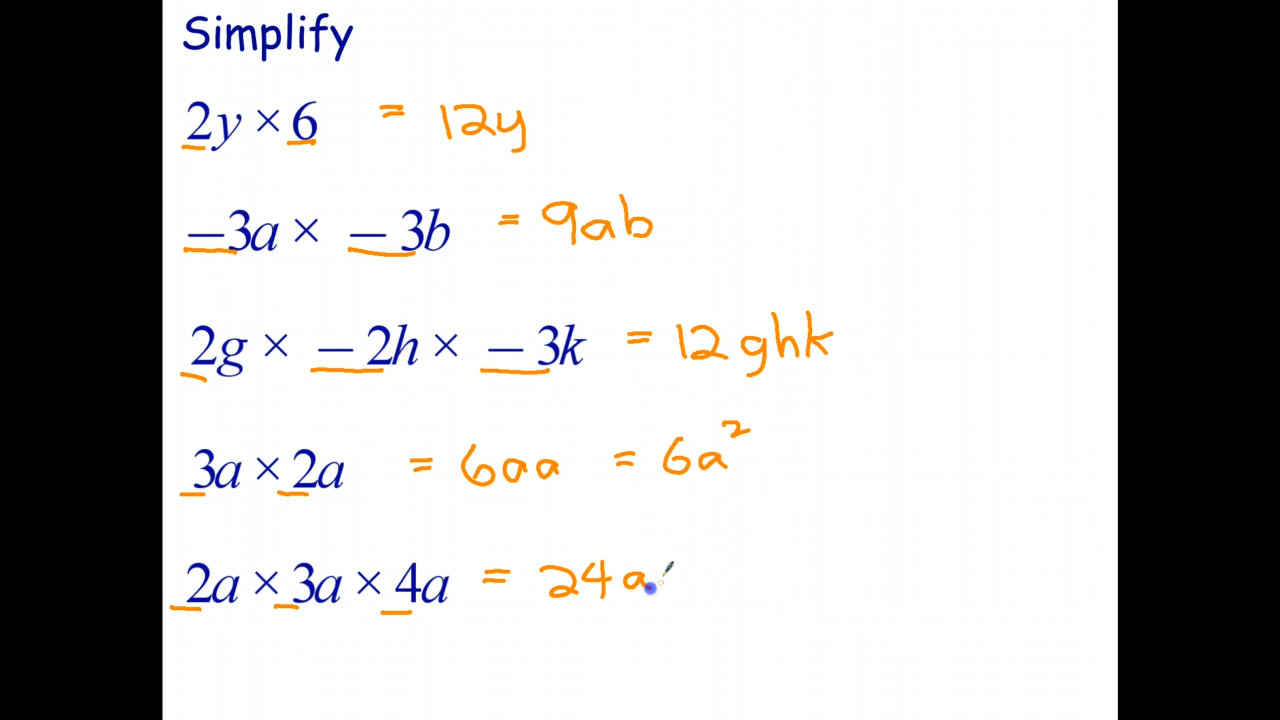 Simplify
2y × 6 = 12y
−3a × −3b = 9ab
2g × −2h × −3k = 12ghk
3a × 2a = 6aa = 6a²
2a × 3a × 4a = 24a